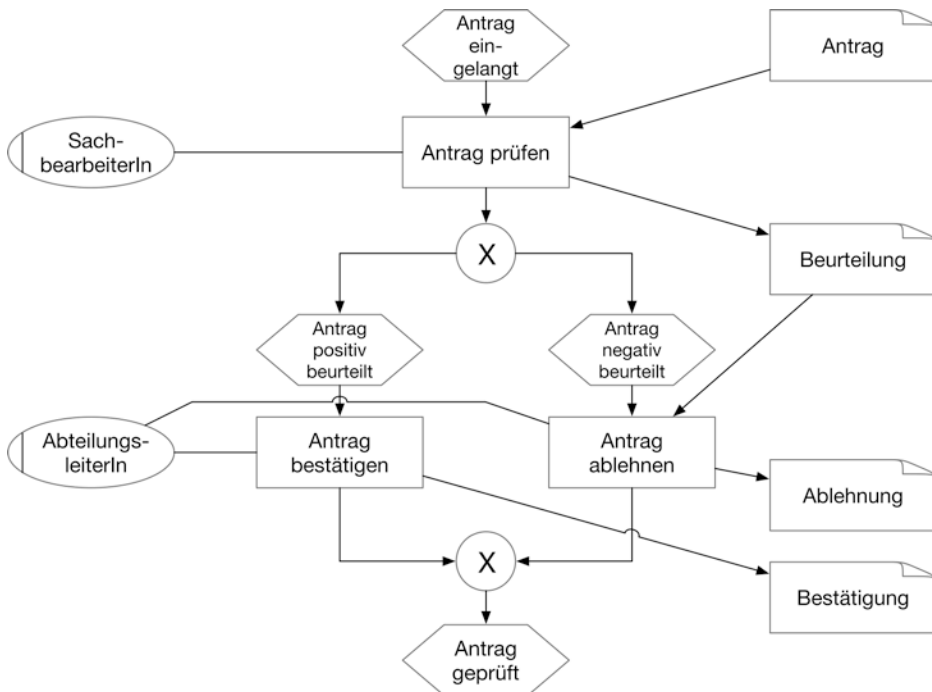 Antrag
ein-
gelangt
Antrag
Sach-
bearbeiterIn
Antrag prüfen
X
Beurteilung
Antrag
positiv
beurteilt
Antrag
negativ
beurteilt
Abteilungs-
leiterIn
Antrag
bestätigen
Antrag
ablehnen
Ablehnung
X
Bestätigung
Antrag
geprüft